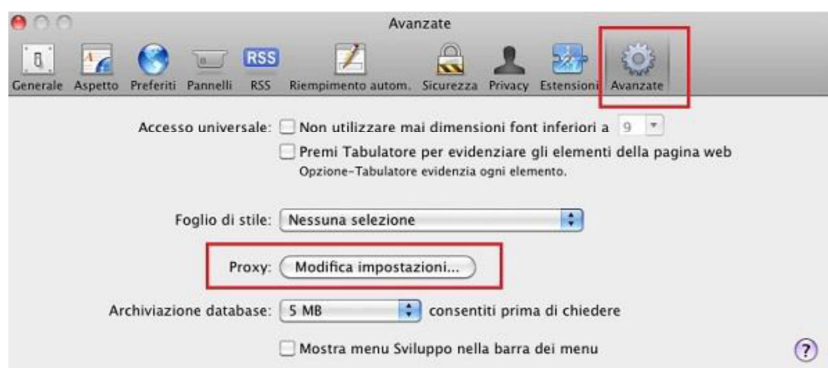 Avanzate
RSS
Generale Aspetto Preferiti Pannelli RSS Riempimento autom. Sicurezza Privacy Estensioni Avanzate
Accesso universale: Non utilizzare mai dimensioni font inferiori a 9
Premi Tabulatore per evidenziare gli elementi della pagina web
Opzione-Tabulatore evidenzia ogni elemento.
Foglio di stile: Nessuna selezione
Proxy: Modifica impostazioni...
Archiviazione database: 5 MB consentiti prima di chiedere
Mostra menu Sviluppo nella barra dei menu
?